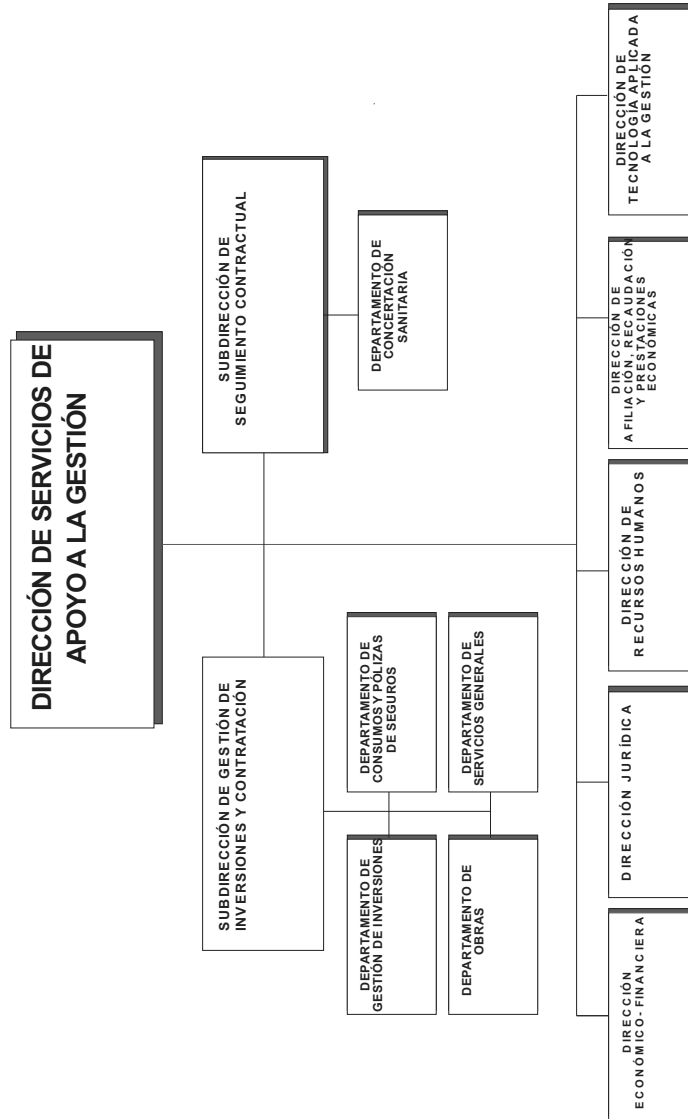 DIRECCIÓN DE SERVICIOS DE
APOYO A LA GESTIÓN
SUBDIRECCIÓN DE GESTIÓN DE
INVERSIONES Y CONTRATACIÓN
SUBDIRECCIÓN DE
SEGUIMIENTO CONTRACTUAL
DEPARTAMENTO DE
GESTIÓN DE INVERSIONES
DEPARTAMENTO DE
CONSUMOS Y PÓLIZAS
DE SEGUROS
DEPARTAMENTO DE
CONCERTACIÓN
SANITARIA
DEPARTAMENTO DE
OBRAS
DEPARTAMENTO DE
SERVICIOS GENERALES
DIRECCIÓN
ECONÓMICO-FINANCIERA
DIRECCIÓN JURÍDICA
DIRECCIÓN DE
RECURSOS HUMANOS
DIRECCIÓN DE
AFILIACIÓN, RECAUDACIÓN
Y PRESTACIONES
ECONÓMICAS
DIRECCIÓN DE
TECNOLOGÍA APLICADA
A LA GESTIÓN